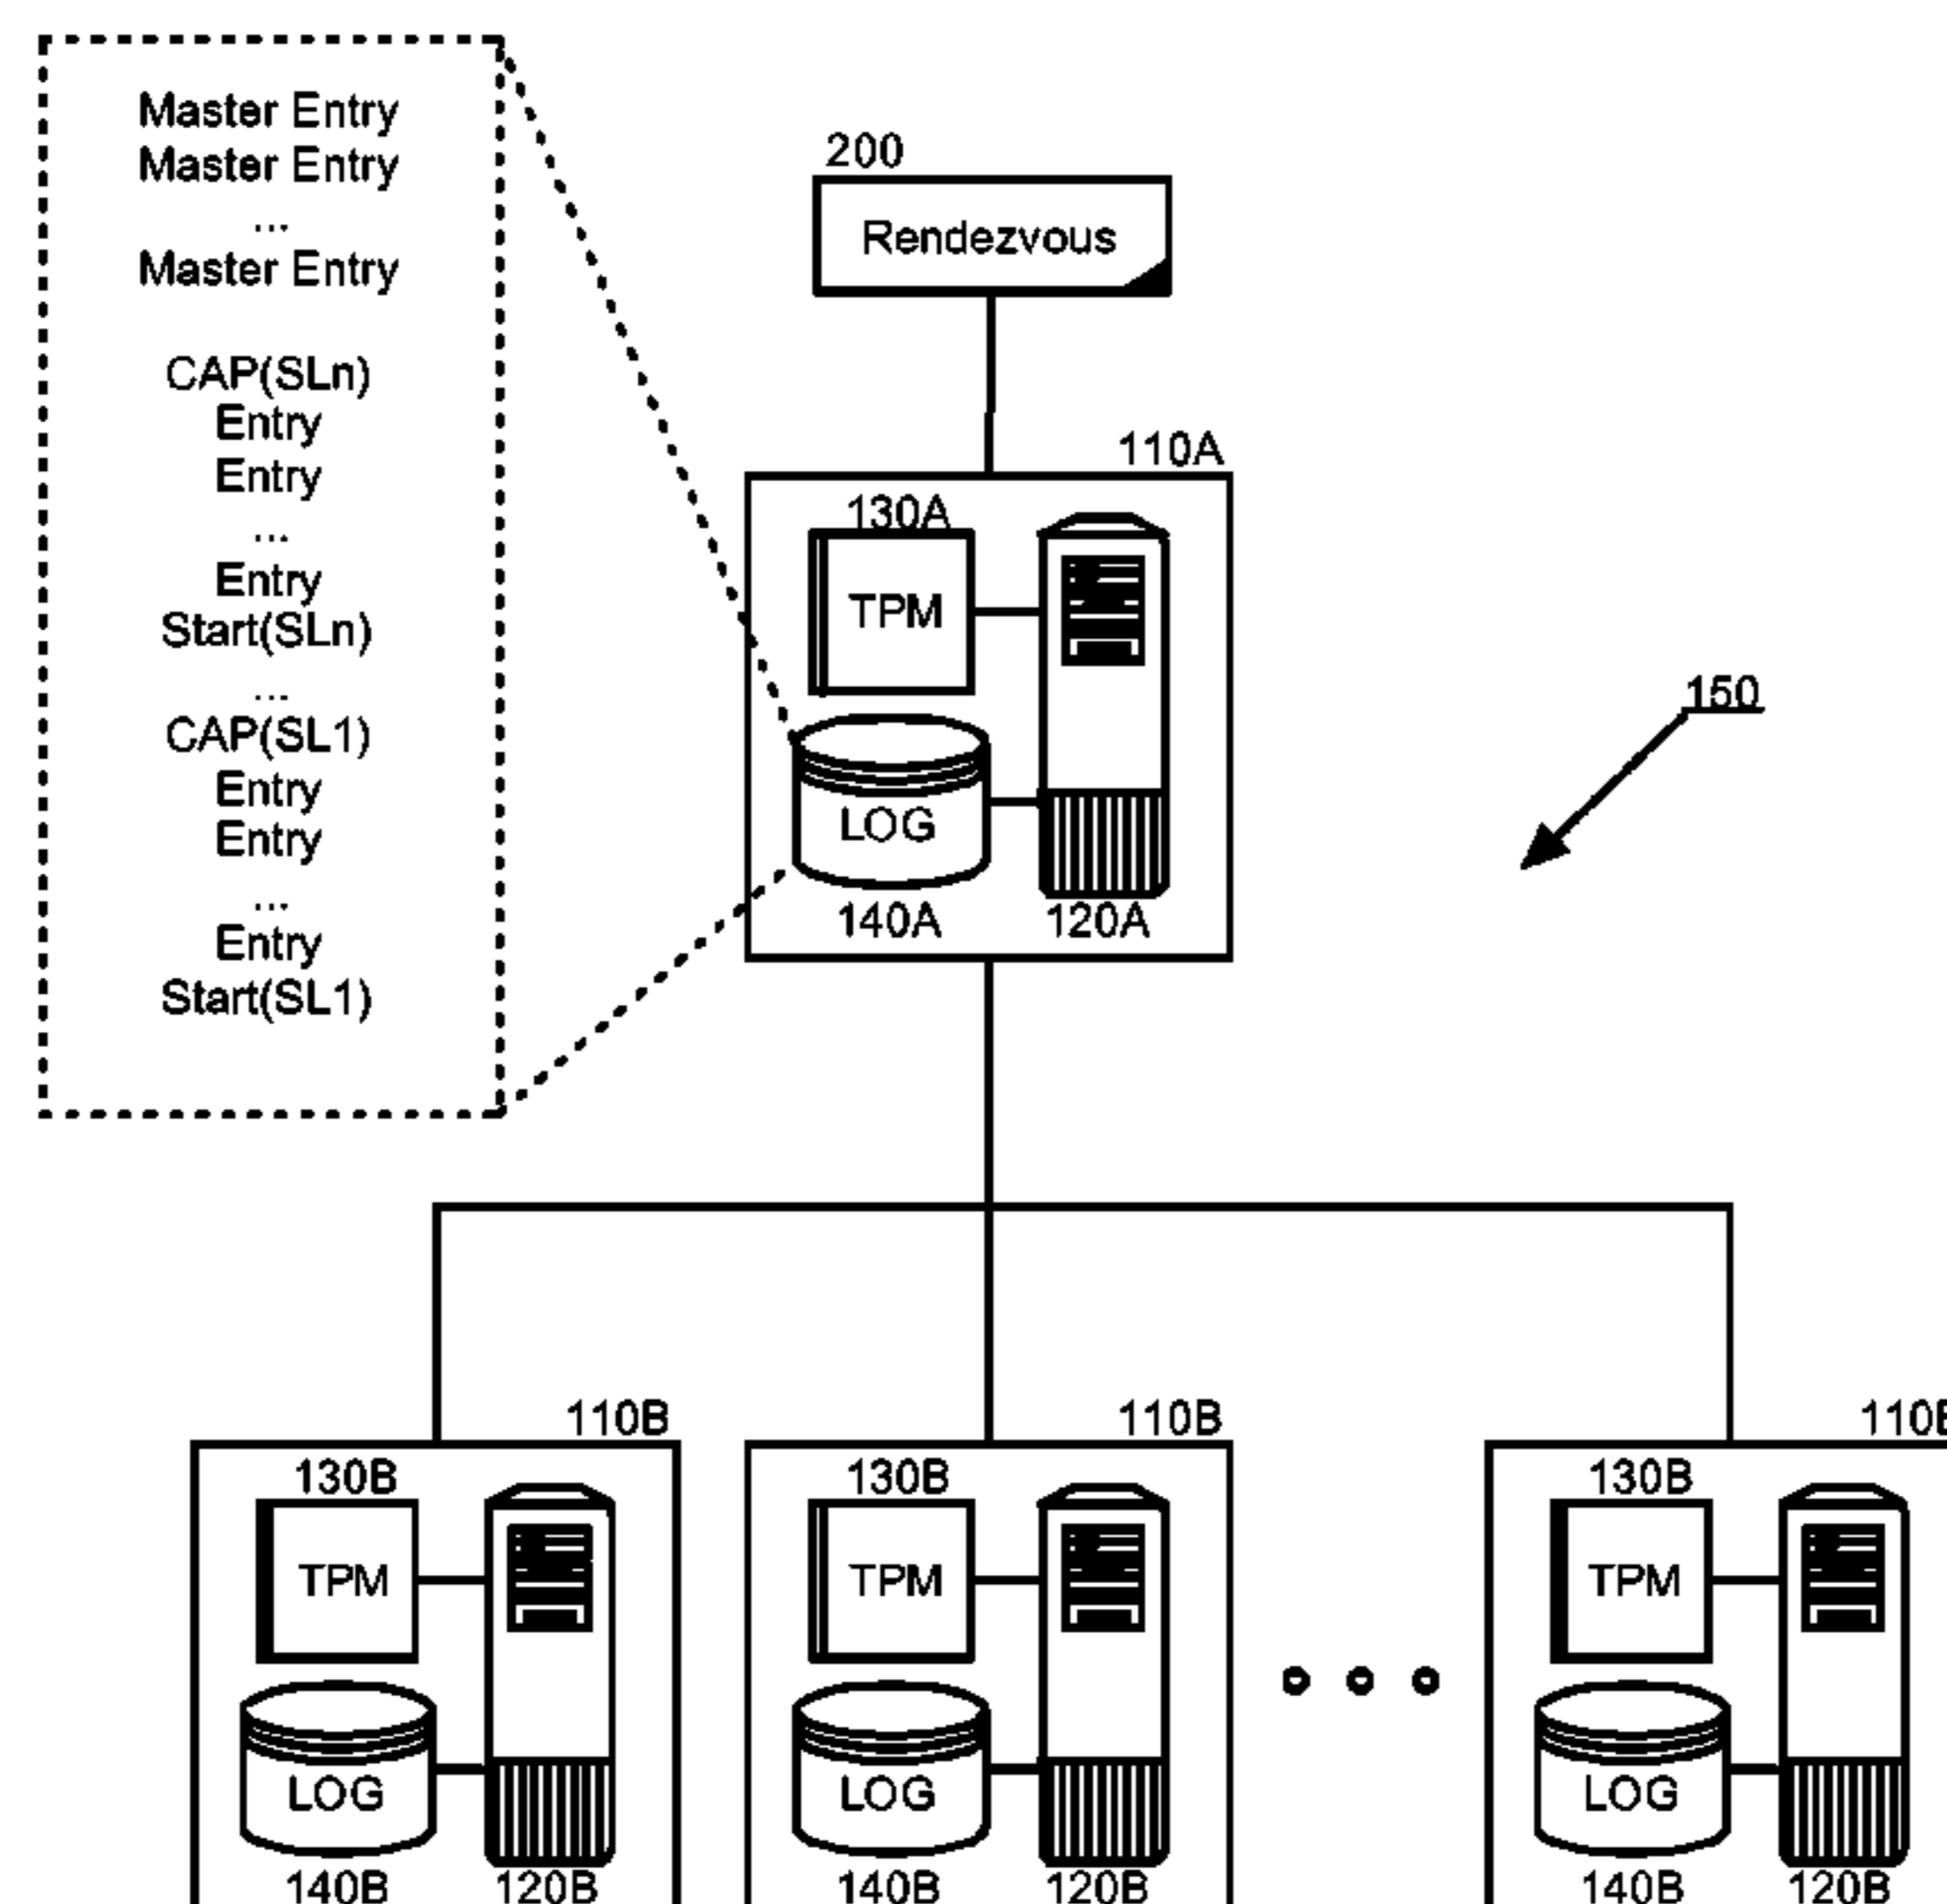 Master Entry
Master Entry
...
Master Entry
CAP(SLn)
Entry
Entry
...
Entry
Start(SLn)
...
CAP(SL1)
Entry
Entry
...
Entry
Start(SL1)
200
Rendezvous
110A
130A
TPM
LOG
140A 120A
150
110B 110B 110B
130B 130B 130B
TPM TPM TPM
LOG LOG LOG
140B 120B 140B 120B 140B 120B